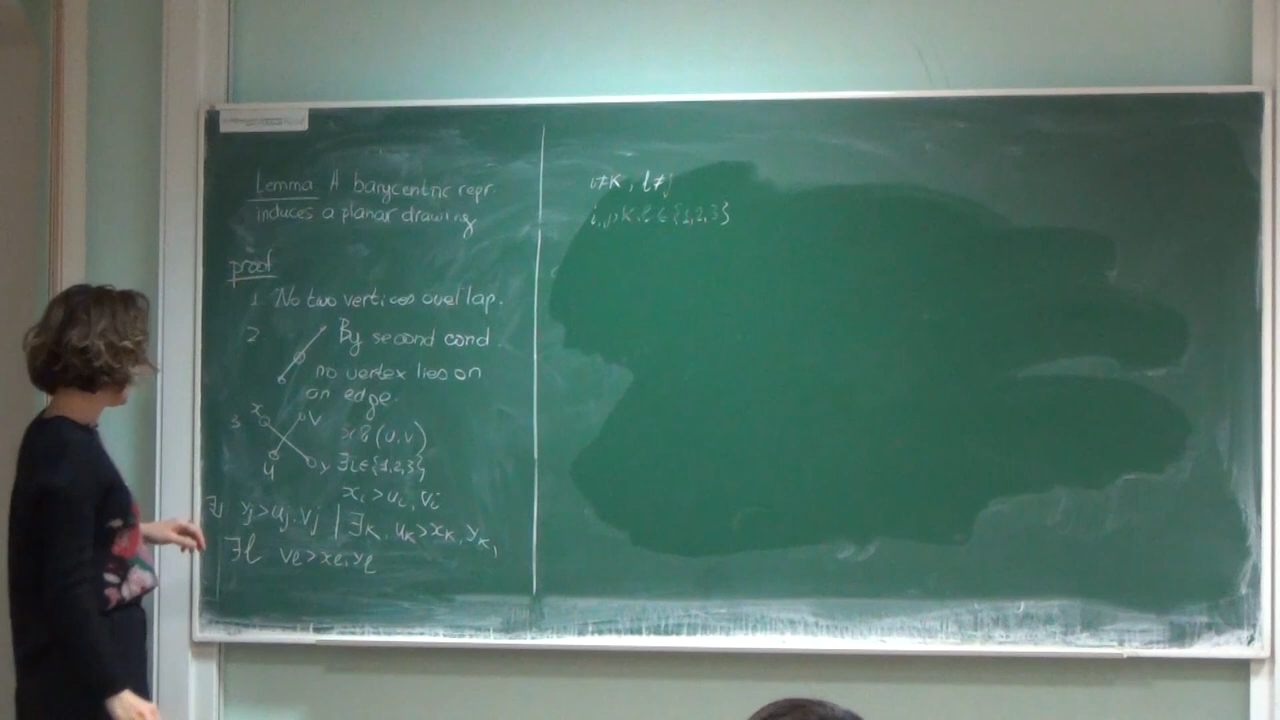 Lemma A barycentric repr.
induces a planar drawing
proof
1 No two vertices overlap.
2 By second cond.
no vertex lies on
an edge.
3 x v
u y
x & (u,v)
∃i∈{1,2,3},
xi > ui, vi
∃j yj > uj, vj | ∃k, uk > xk, yk,
∃l vl > xl, yl
i≠k, l≠j
i, j, k, l ∈ {1,2,3}